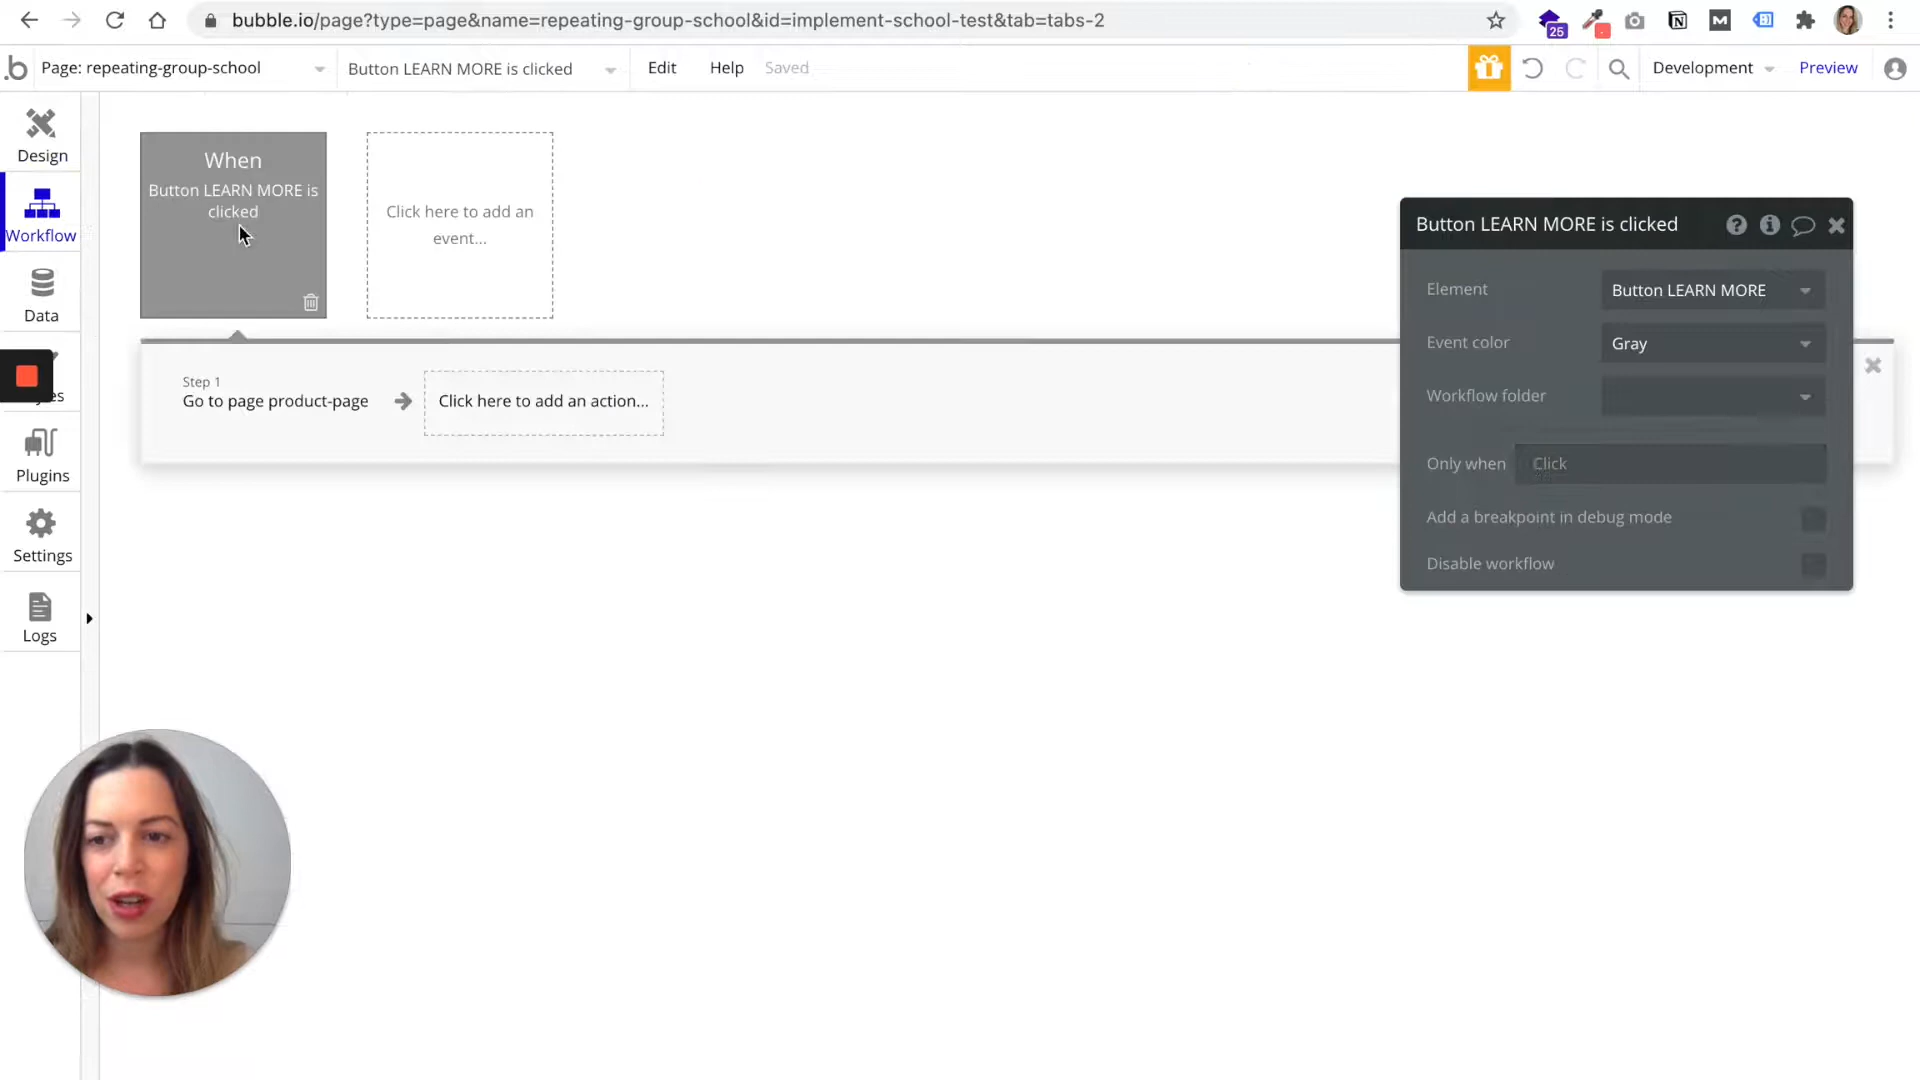 bubble.io/page?type=page&name=repeating-group-school&id=implement-school-test&tab=tabs-2
25
.b
Page: repeating-group-school
Button LEARN MORE is clicked
Edit
Help
Saved
Development
Preview
Design
Workflow
Data
es
Plugins
Settings
Logs
When
Button LEARN MORE is
clicked
Click here to add an
event...
Step 1
Go to page product-page
Click here to add an action...
Button LEARN MORE is clicked
Element
Button LEARN MORE
Event color
Gray
Workflow folder
Only when
Click
Add a breakpoint in debug mode
Disable workflow